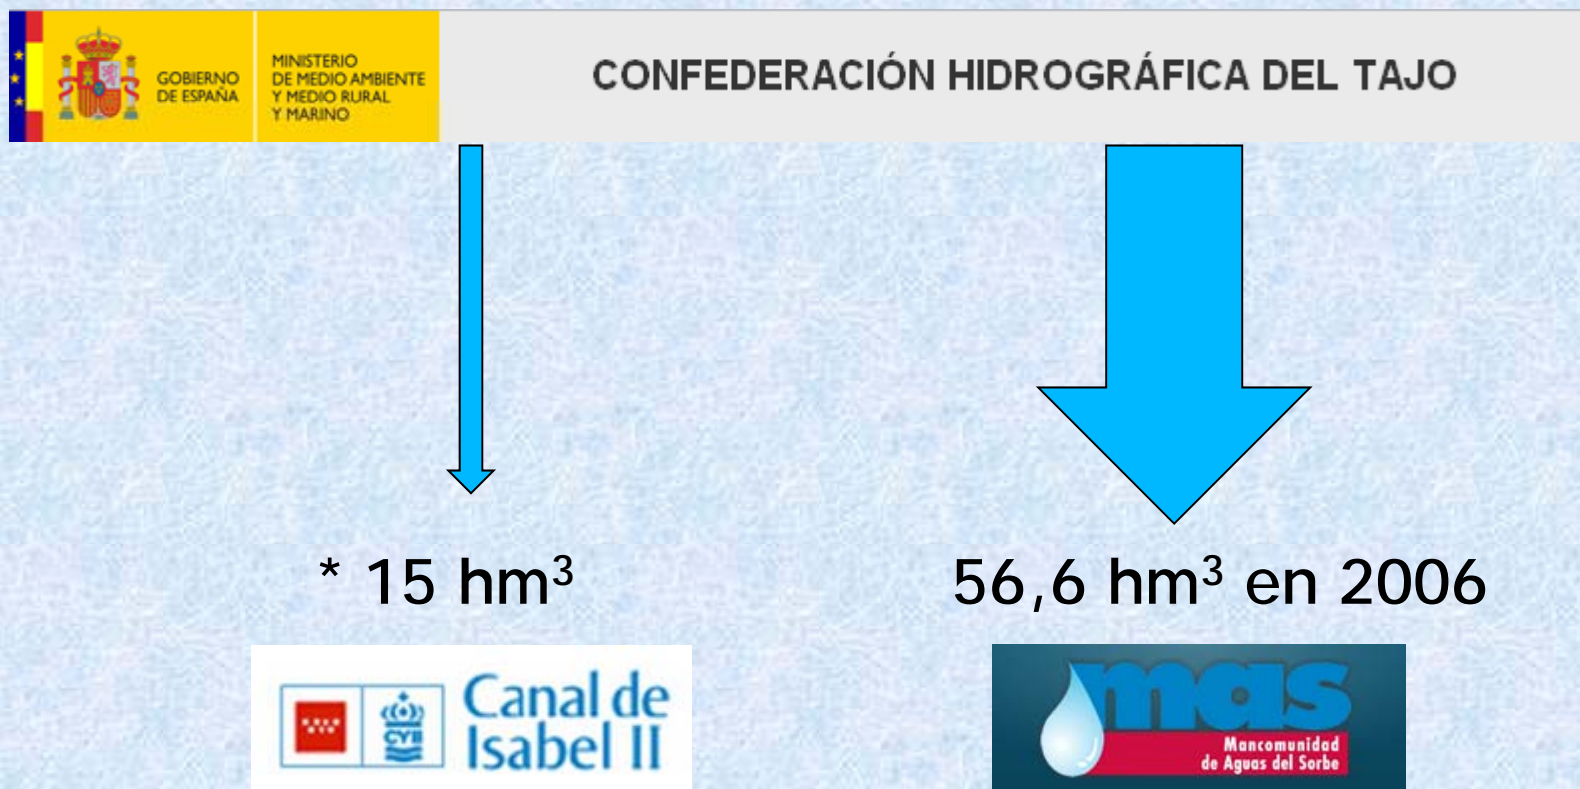 GOBIERNO
DE ESPAÑA
MINISTERIO
DE MEDIO AMBIENTE
Y MEDIO RURAL
Y MARINO
CONFEDERACIÓN HIDROGRÁFICA DEL TAJO
* 15 hm³
56,6 hm³ en 2006
CYII
Canal de
Isabel II
mas
Mancomunidad
de Aguas del Sorbe